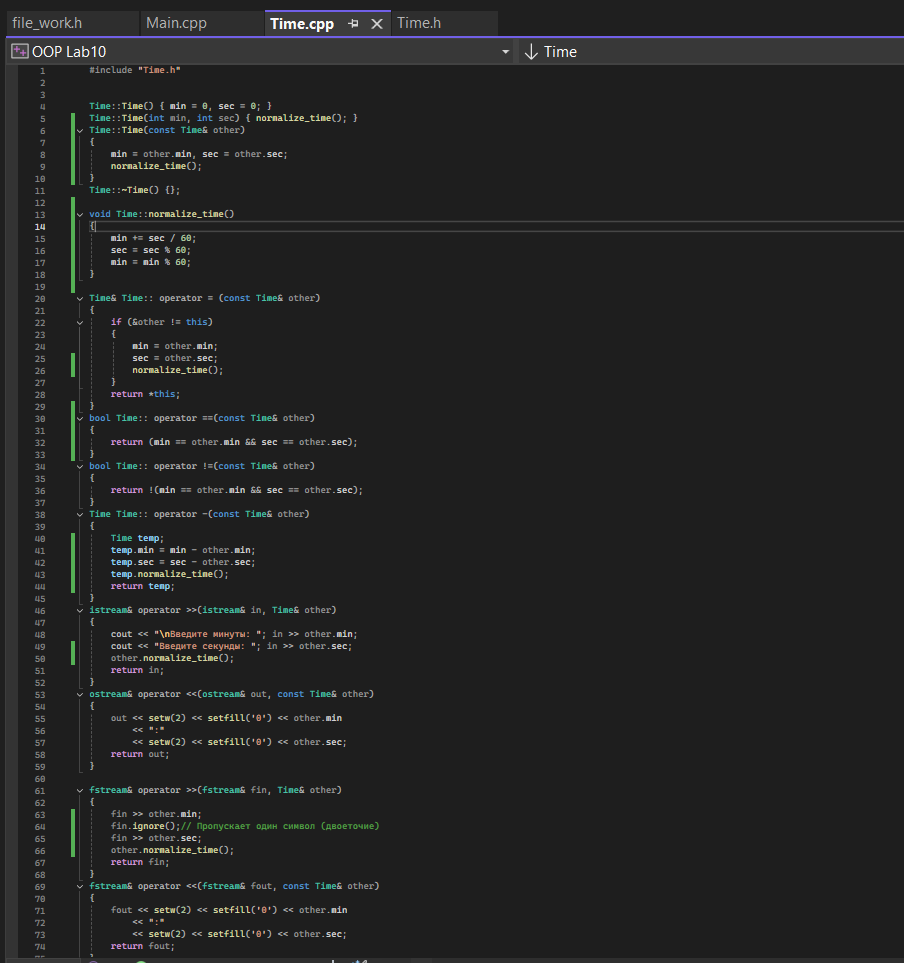 file_work.h
Main.cpp
Time.cpp
Time.h
OOP Lab10
Time
1 #include "Time.h"
2
3
4 Time::Time() { min = 0, sec = 0; }
5 Time::Time(int min, int sec) { normalize_time(); }
6 Time::Time(const Time& other)
7 {
8 min = other.min, sec = other.sec;
9 normalize_time();
10 }
11 Time::~Time() {};
12
13 void Time::normalize_time()
14 {
15 min += sec / 60;
16 sec = sec % 60;
17 min = min % 60;
18 }
19
20 Time& Time:: operator = (const Time& other)
21 {
22 if (&other != this)
23 {
24 min = other.min;
25 sec = other.sec;
26 normalize_time();
27 }
28 return *this;
29 }
30 bool Time:: operator ==(const Time& other)
31 {
32 return (min == other.min && sec == other.sec);
33 }
34 bool Time:: operator !=(const Time& other)
35 {
36 return !(min == other.min && sec == other.sec);
37 }
38 Time Time:: operator -(const Time& other)
39 {
40 Time temp;
41 temp.min = min - other.min;
42 temp.sec = sec - other.sec;
43 temp.normalize_time();
44 return temp;
45 }
46 istream& operator >>(istream& in, Time& other)
47 {
48 cout << "\nВведите минуты: "; in >> other.min;
49 cout << "Введите секунды: "; in >> other.sec;
50 other.normalize_time();
51 return in;
52 }
53 ostream& operator <<(ostream& out, const Time& other)
54 {
55 out << setw(2) << setfill('0') << other.min
56 << ":"
57 << setw(2) << setfill('0') << other.sec;
58 return out;
59 }
60
61 fstream& operator >>(fstream& fin, Time& other)
62 {
63 fin >> other.min;
64 fin.ignore();// Пропускает один символ (двоеточие)
65 fin >> other.sec;
66 other.normalize_time();
67 return fin;
68 }
69 fstream& operator <<(fstream& fout, const Time& other)
70 {
71 fout << setw(2) << setfill('0') << other.min
72 << ":"
73 << setw(2) << setfill('0') << other.sec;
74 return fout;